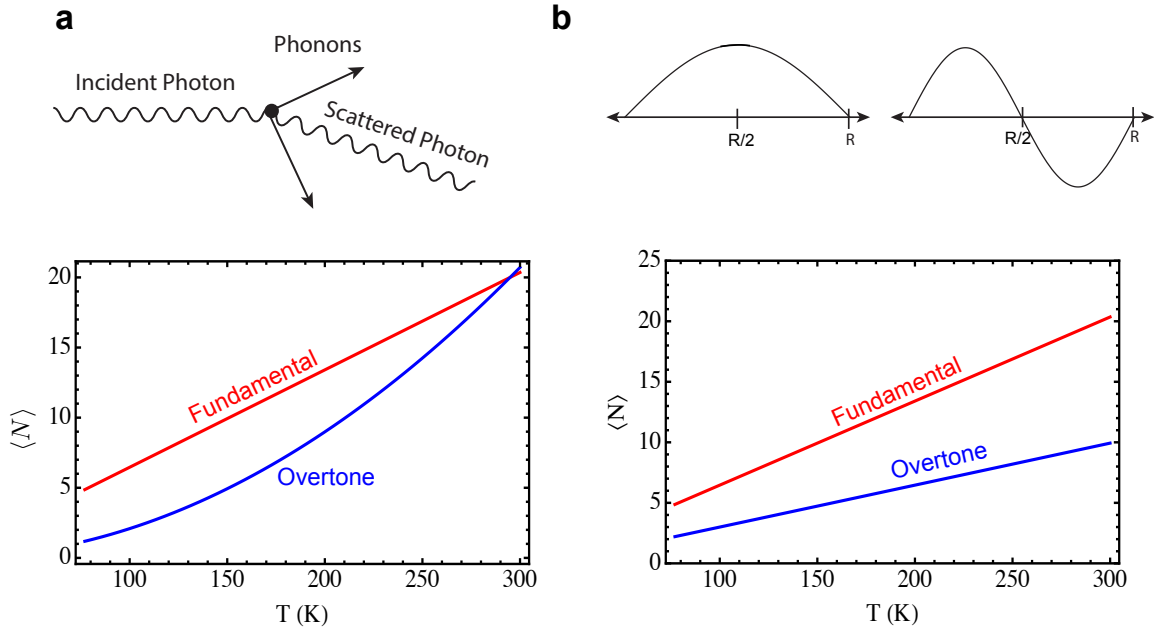 a
Phonons
Incident Photon
Scattered Photon
b
R/2
R
R/2
R
20
15
10
5
0
⟨N⟩
Fundamental
Overtone
100
150
200
250
300
T (K)
25
20
15
10
5
0
⟨N⟩
Fundamental
Overtone
100
150
200
250
300
T (K)